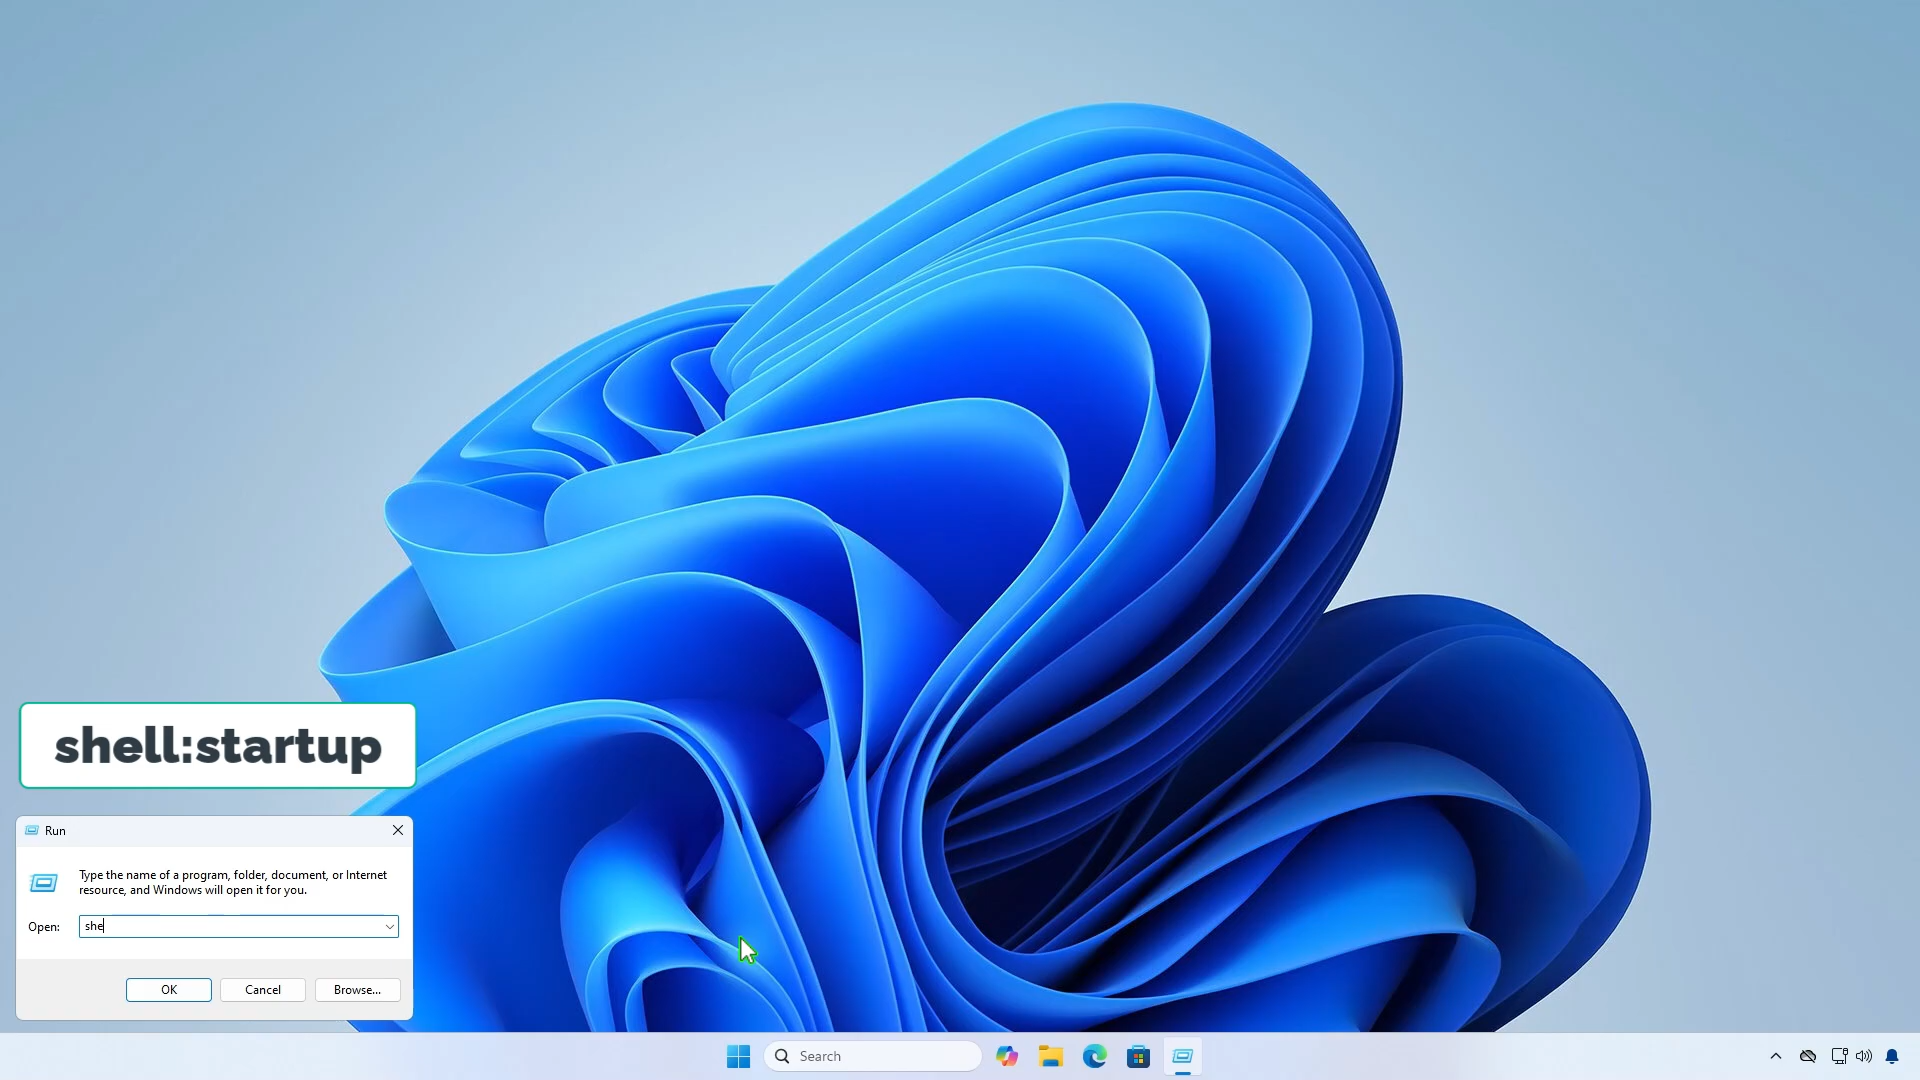 shell:startup
Run
Type the name of a program, folder, document, or Internet
resource, and Windows will open it for you.
Open: she
OK Cancel Browse...
Search